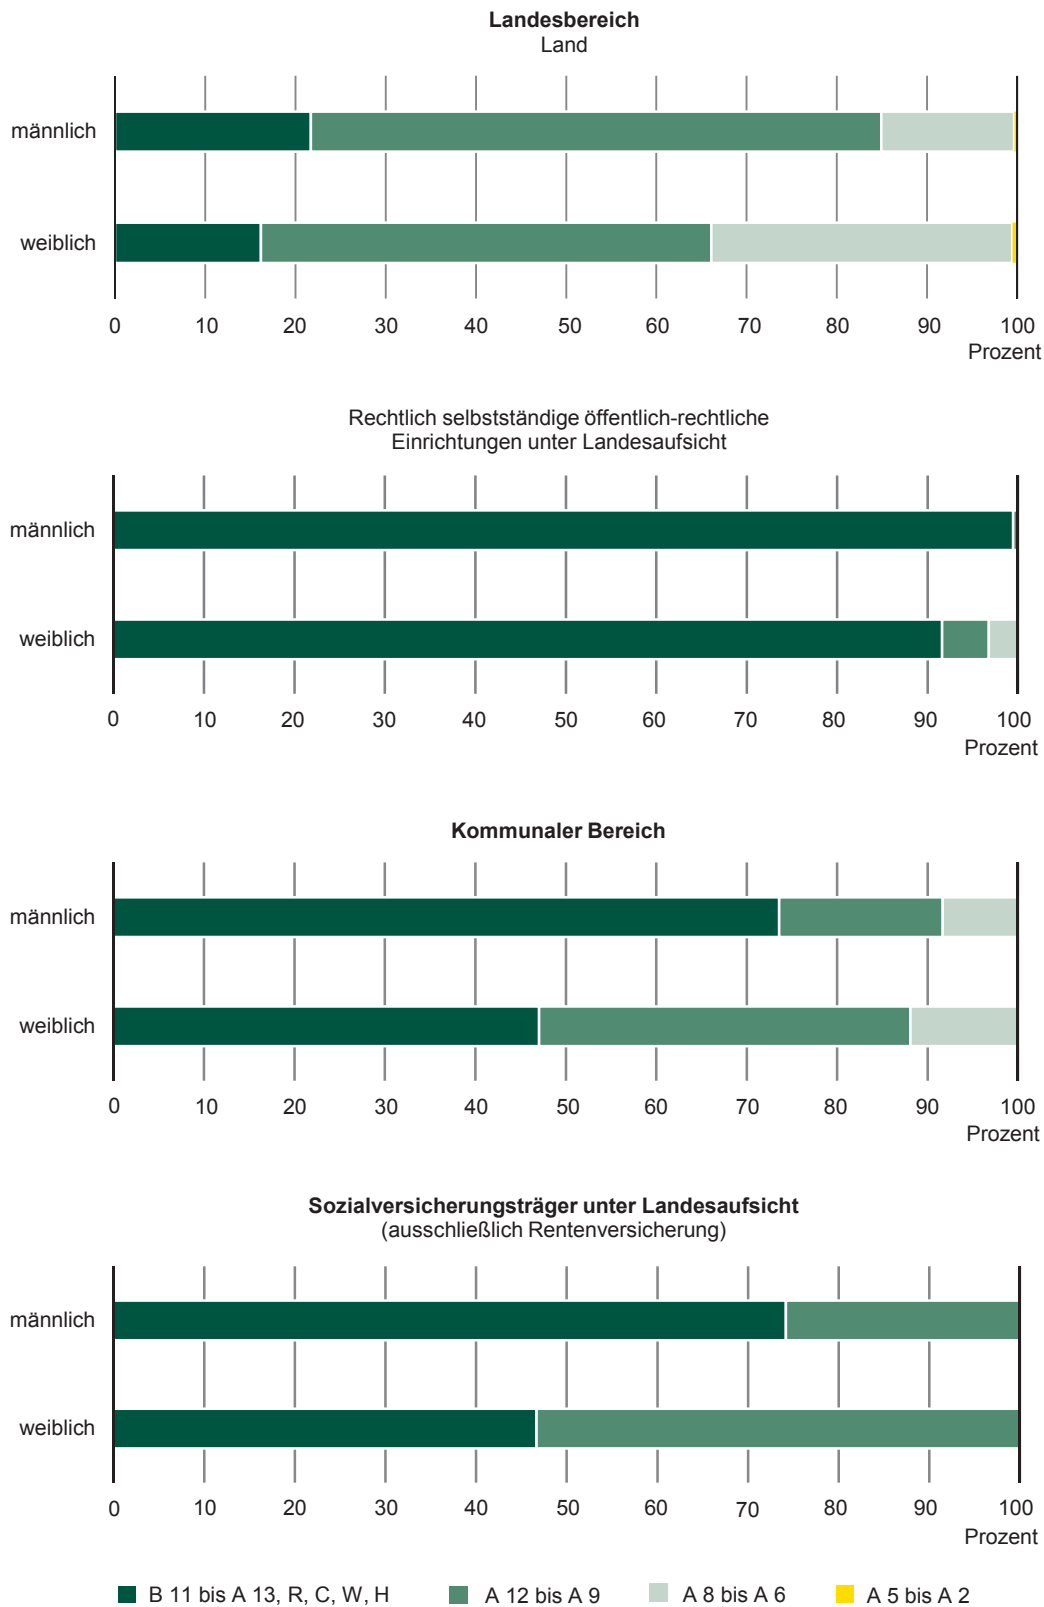 Landesbereich
Land
männlich
weiblich
0 10 20 30 40 50 60 70 80 90 100
Prozent
Rechtlich selbstständige öffentlich-rechtliche
Einrichtungen unter Landesaufsicht
männlich
weiblich
0 10 20 30 40 50 60 70 80 90 100
Prozent
Kommunaler Bereich
männlich
weiblich
0 10 20 30 40 50 60 70 80 90 100
Prozent
Sozialversicherungsträger unter Landesaufsicht
(ausschließlich Rentenversicherung)
männlich
weiblich
0 10 20 30 40 50 60 70 80 90 100
Prozent
B 11 bis A 13, R, C, W, H A 12 bis A 9 A 8 bis A 6 A 5 bis A 2